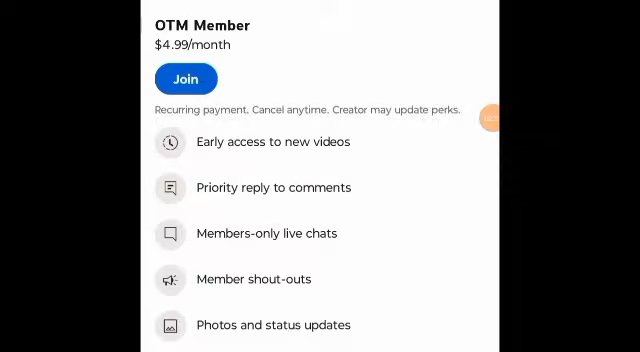 OTM Member
$4.99/month
Join
Recurring payment. Cancel anytime. Creator may update perks.
Early access to new videos
Priority reply to comments
Members-only live chats
Member shout-outs
Photos and status updates